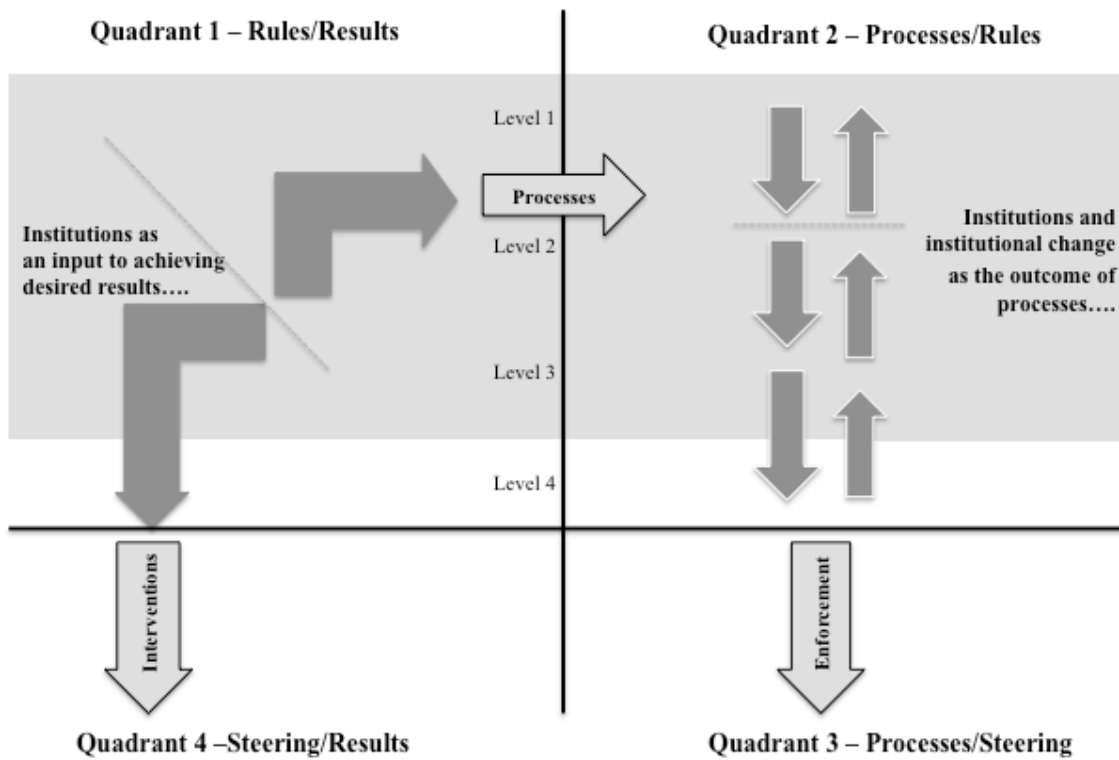 Quadrant 1 – Rules/Results
Quadrant 2 – Processes/Rules
Level 1
Processes
Institutions as
an input to achieving
desired results….
Level 2
Institutions and
institutional change
as the outcome of
processes….
Level 3
Level 4
Interventions
Enforcement
Quadrant 4 –Steering/Results
Quadrant 3 – Processes/Steering